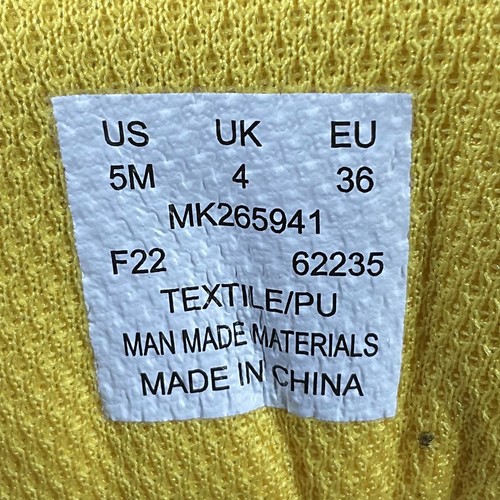 US UK EU
5M 4 36
MK265941
F22 62235
TEXTILE/PU
MAN MADE MATERIALS
MADE IN CHINA